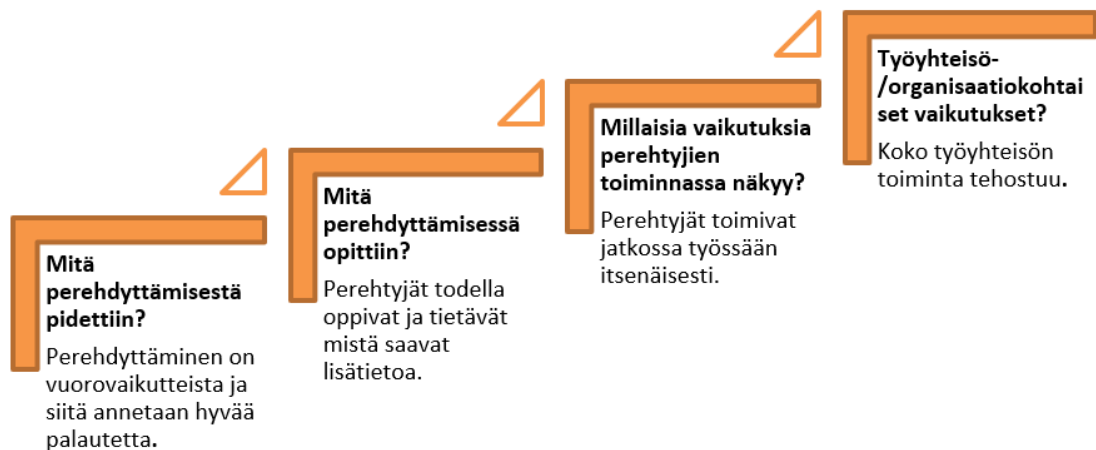 Mitä
perehdyttämisestä
pidettiin?
Perehdyttäminen on
vuorovaikutteista ja
siitä annetaan hyvää
palautetta.
Mitä
perehdyttämisessä
opittiin?
Perehtyjät todella
oppivat ja tietävät
mistä saavat
lisätietoa.
Millaisia vaikutuksia
perehtyjien
toiminnassa näkyy?
Perehtyjät toimivat
jatkossa työssään
itsenäisesti.
Työyhteisö-
/organisaatiokohtai
set vaikutukset?
Koko työyhteisön
toiminta tehostuu.